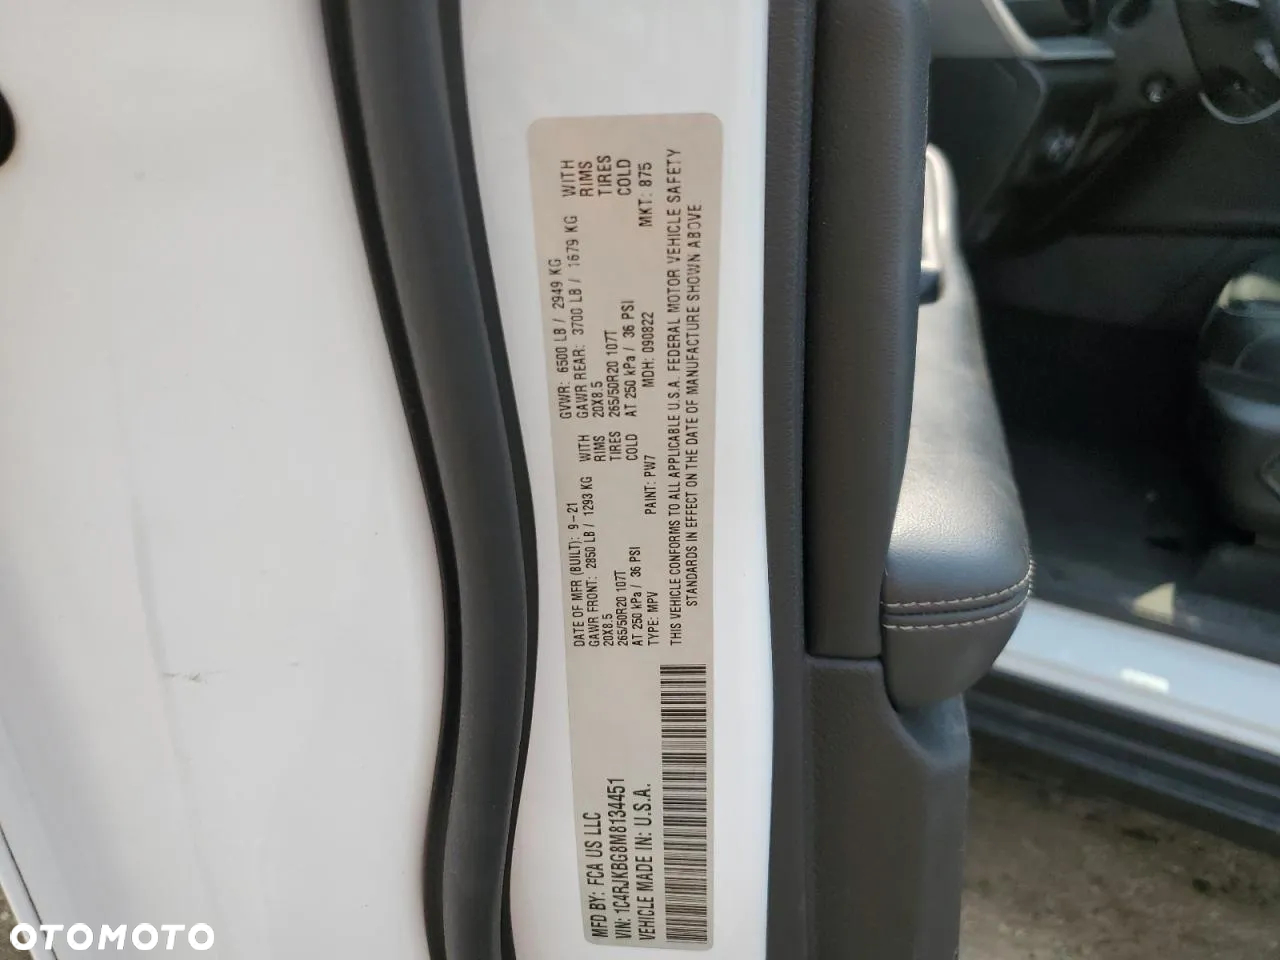 MFD BY: FCA US LLC
VIN: 1C4RJKBG8M8134451
VEHICLE MADE IN: U.S.A.
DATE OF MFR (BUILT): 9-21
GAWR FRONT: 2850 LB / 1293 KG WITH
20X8.5 RIMS
265/50R20 107T TIRES
AT 250 kPa / 36 PSI COLD
TYPE: MPV PAINT: PW7
GVWR: 6500 LB / 2949 KG
GAWR REAR: 3700 LB / 1679 KG WITH
20X8.5 RIMS
265/50R20 107T TIRES
AT 250 kPa / 36 PSI COLD
MDH: 090822 MKT: 875
THIS VEHICLE CONFORMS TO ALL APPLICABLE U.S.A. FEDERAL MOTOR VEHICLE SAFETY
STANDARDS IN EFFECT ON THE DATE OF MANUFACTURE SHOWN ABOVE
OTOMOTO